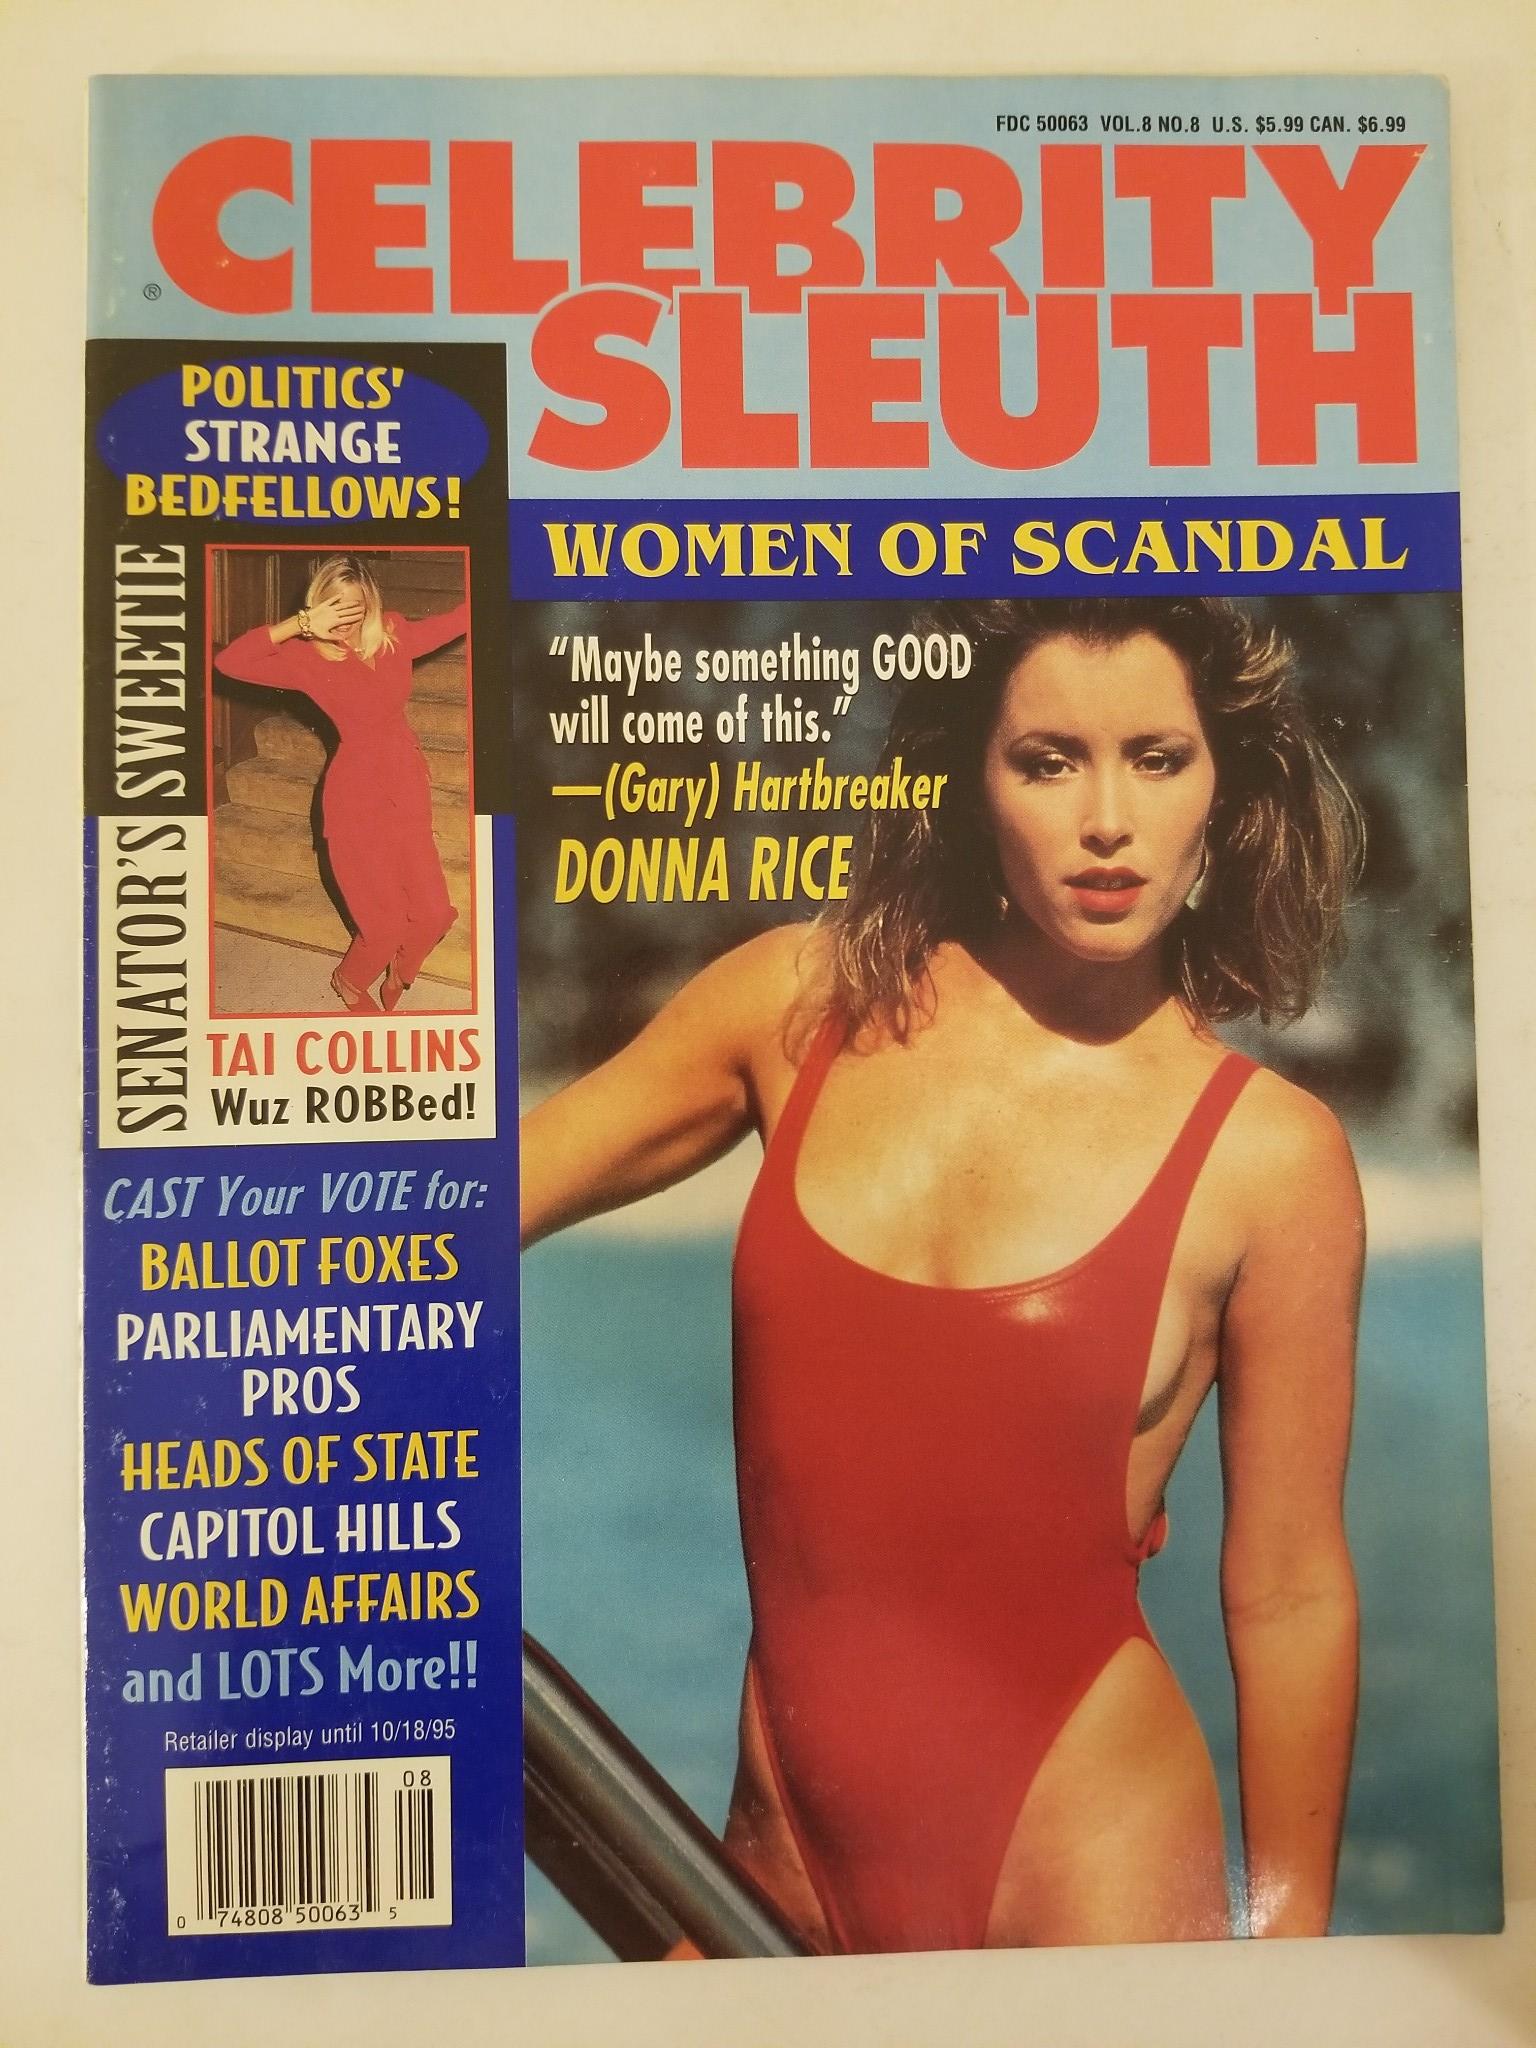 FDC 50063 VOL.8 NO.8 U.S. $5.99 CAN. $6.99
CELEBRITY
®
SLEUTH
POLITICS'
STRANGE
BEDFELLOWS!
SENATOR'S SWEETIE
TAI COLLINS
Wuz ROBBed!
WOMEN OF SCANDAL
“Maybe something GOOD
will come of this.”
—(Gary) Hartbreaker
DONNA RICE
CAST Your VOTE for:
BALLOT FOXES
PARLIAMENTARY
PROS
HEADS OF STATE
CAPITOL HILLS
WORLD AFFAIRS
and LOTS More!!
Retailer display until 10/18/95
08
0 74808 50063 5